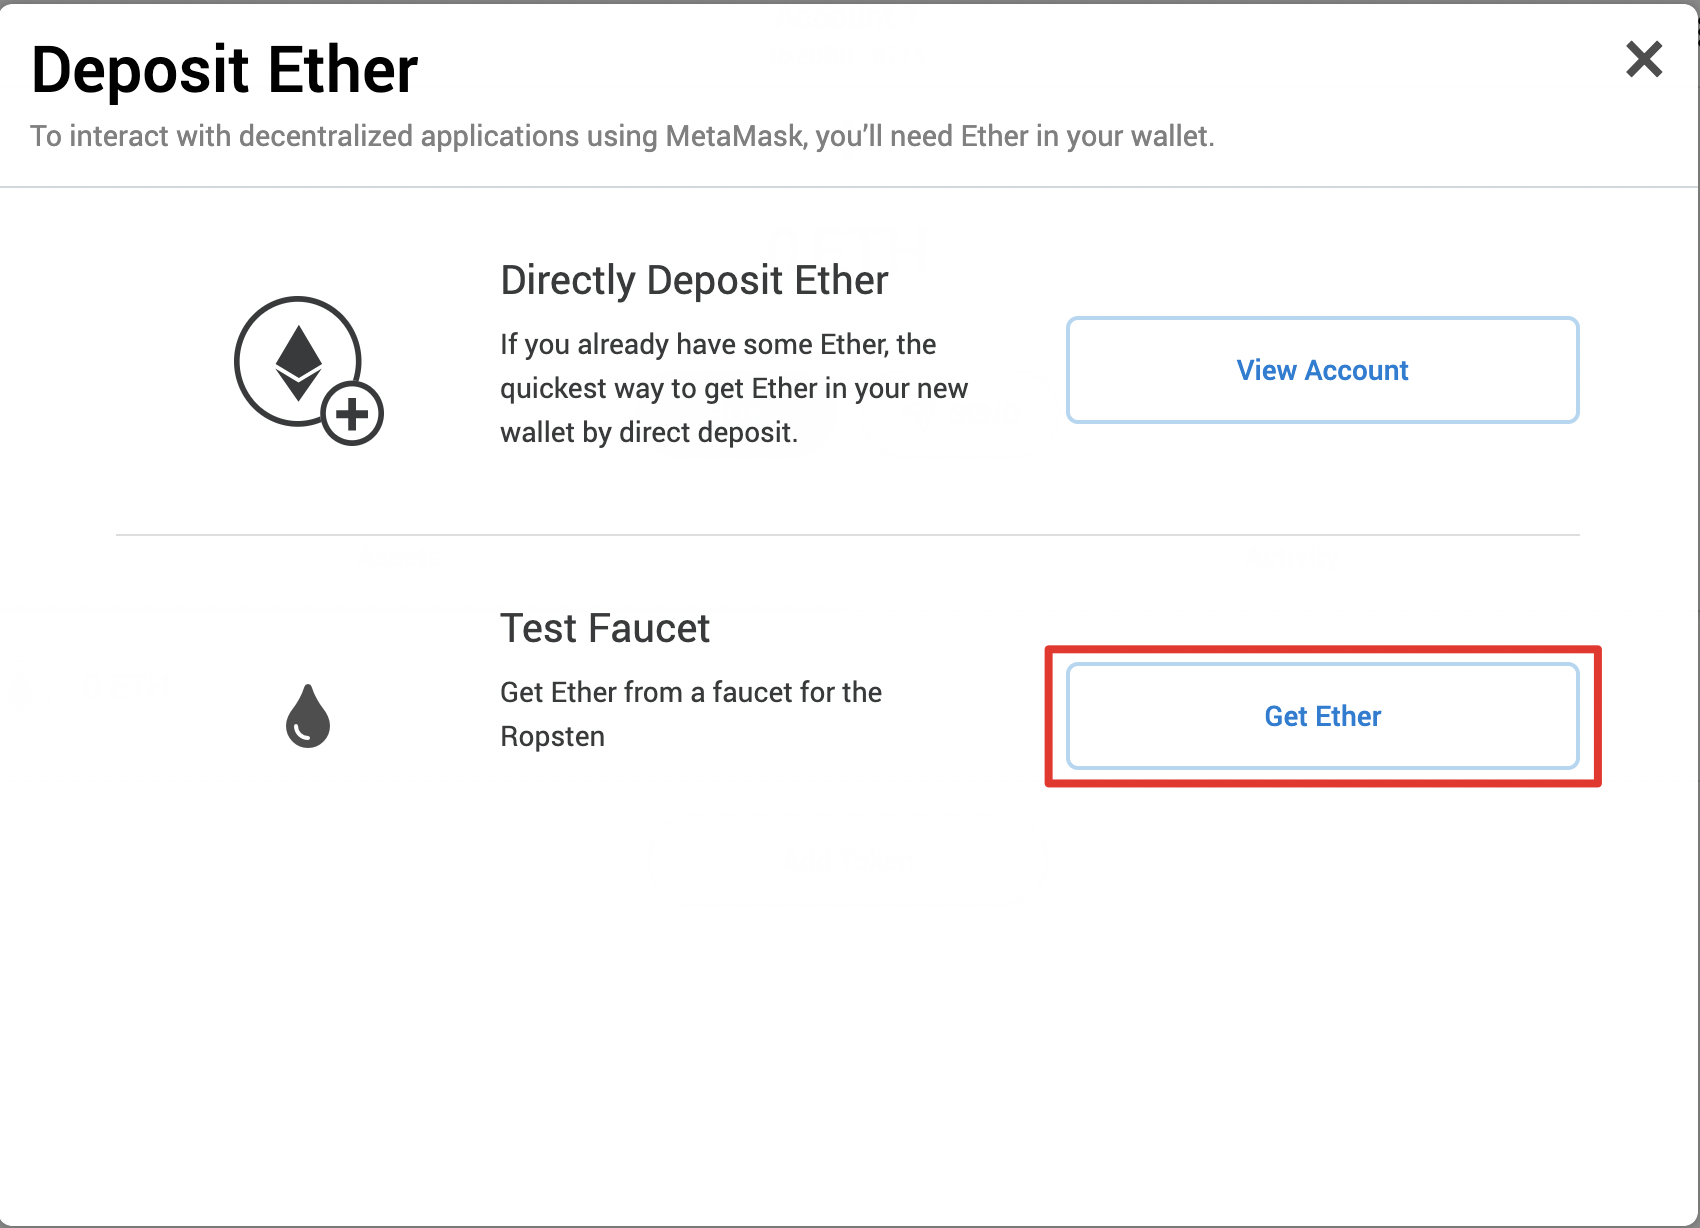 Deposit Ether
To interact with decentralized applications using MetaMask, you’ll need Ether in your wallet.
Directly Deposit Ether
If you already have some Ether, the
quickest way to get Ether in your new
wallet by direct deposit.
View Account
Test Faucet
Get Ether from a faucet for the
Ropsten
Get Ether